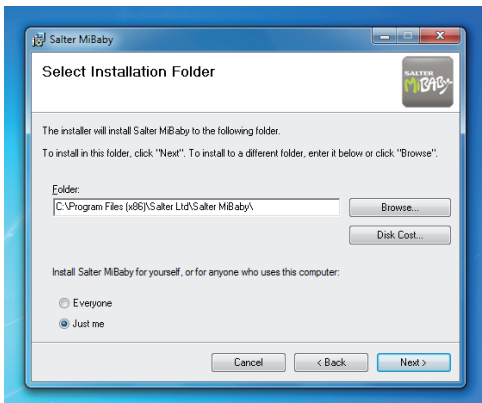 Salter MiBaby
Select Installation Folder
SALTER
MiBABY
The installer will install Salter MiBaby to the following folder.
To install in this folder, click "Next". To install to a different folder, enter it below or click "Browse".
Folder:
C:\Program Files (x86)\Salter Ltd\Salter MiBaby\
Browse...
Disk Cost...
Install Salter MiBaby for yourself, or for anyone who uses this computer:
Everyone
Just me
Cancel
< Back
Next >